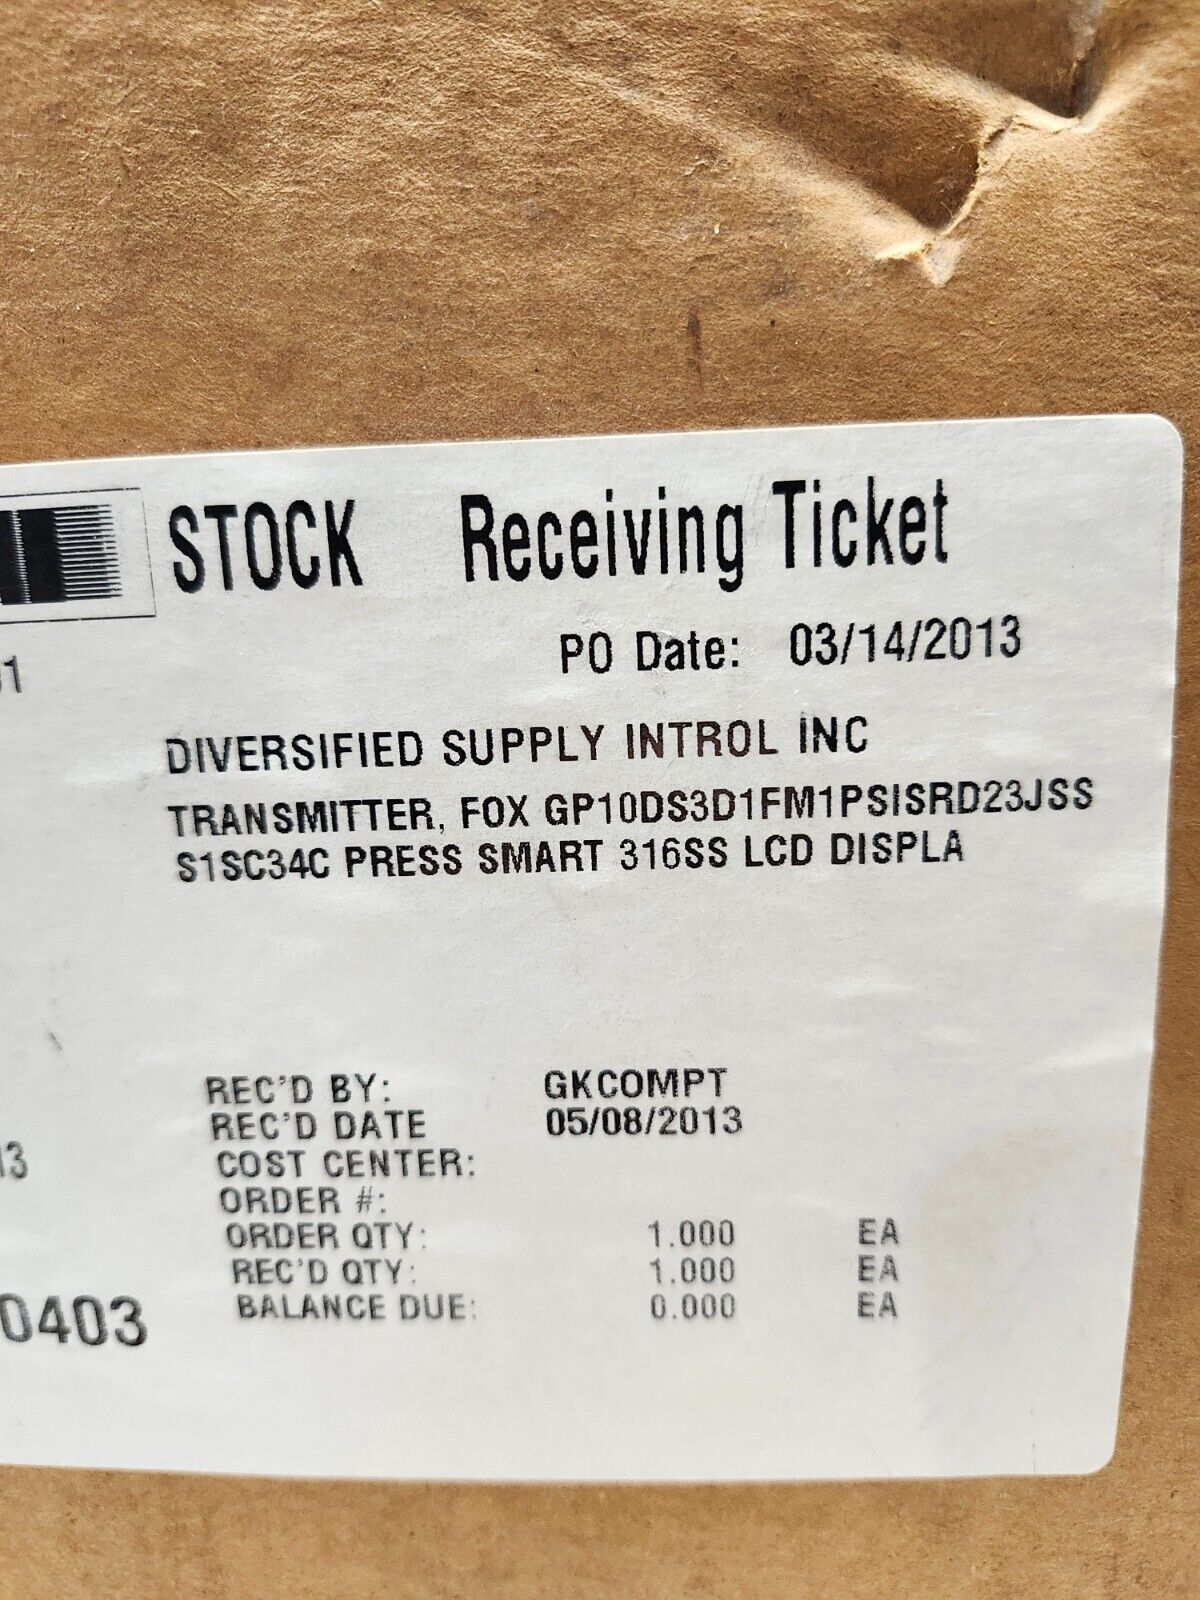 STOCK Receiving Ticket
PO Date: 03/14/2013
DIVERSIFIED SUPPLY INTROL INC
TRANSMITTER, FOX GP10DS3D1FM1PSISRD23JSS
S1SC34C PRESS SMART 316SS LCD DISPLA
REC'D BY: GKCOMPT
REC'D DATE 05/08/2013
COST CENTER:
13
ORDER #:
ORDER QTY: 1.000 EA
REC'D QTY: 1.000 EA
BALANCE DUE: 0.000 EA
0403